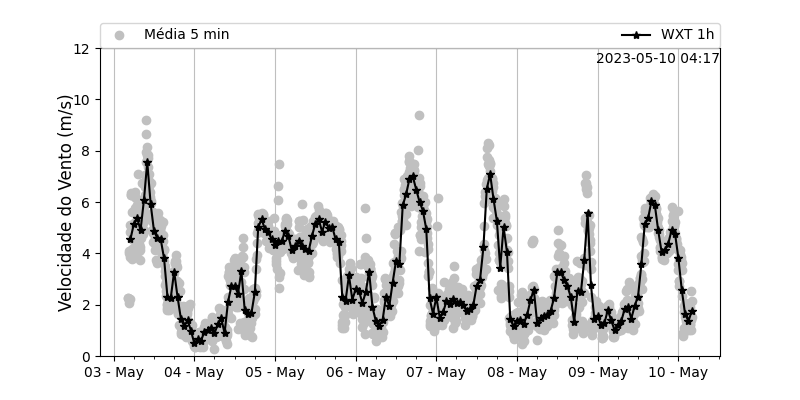 Média 5 min
WXT 1h
2023-05-10 04:17
Velocidade do Vento (m/s)
12
10
8
6
4
2
0
03 - May 04 - May 05 - May 06 - May 07 - May 08 - May 09 - May 10 - May